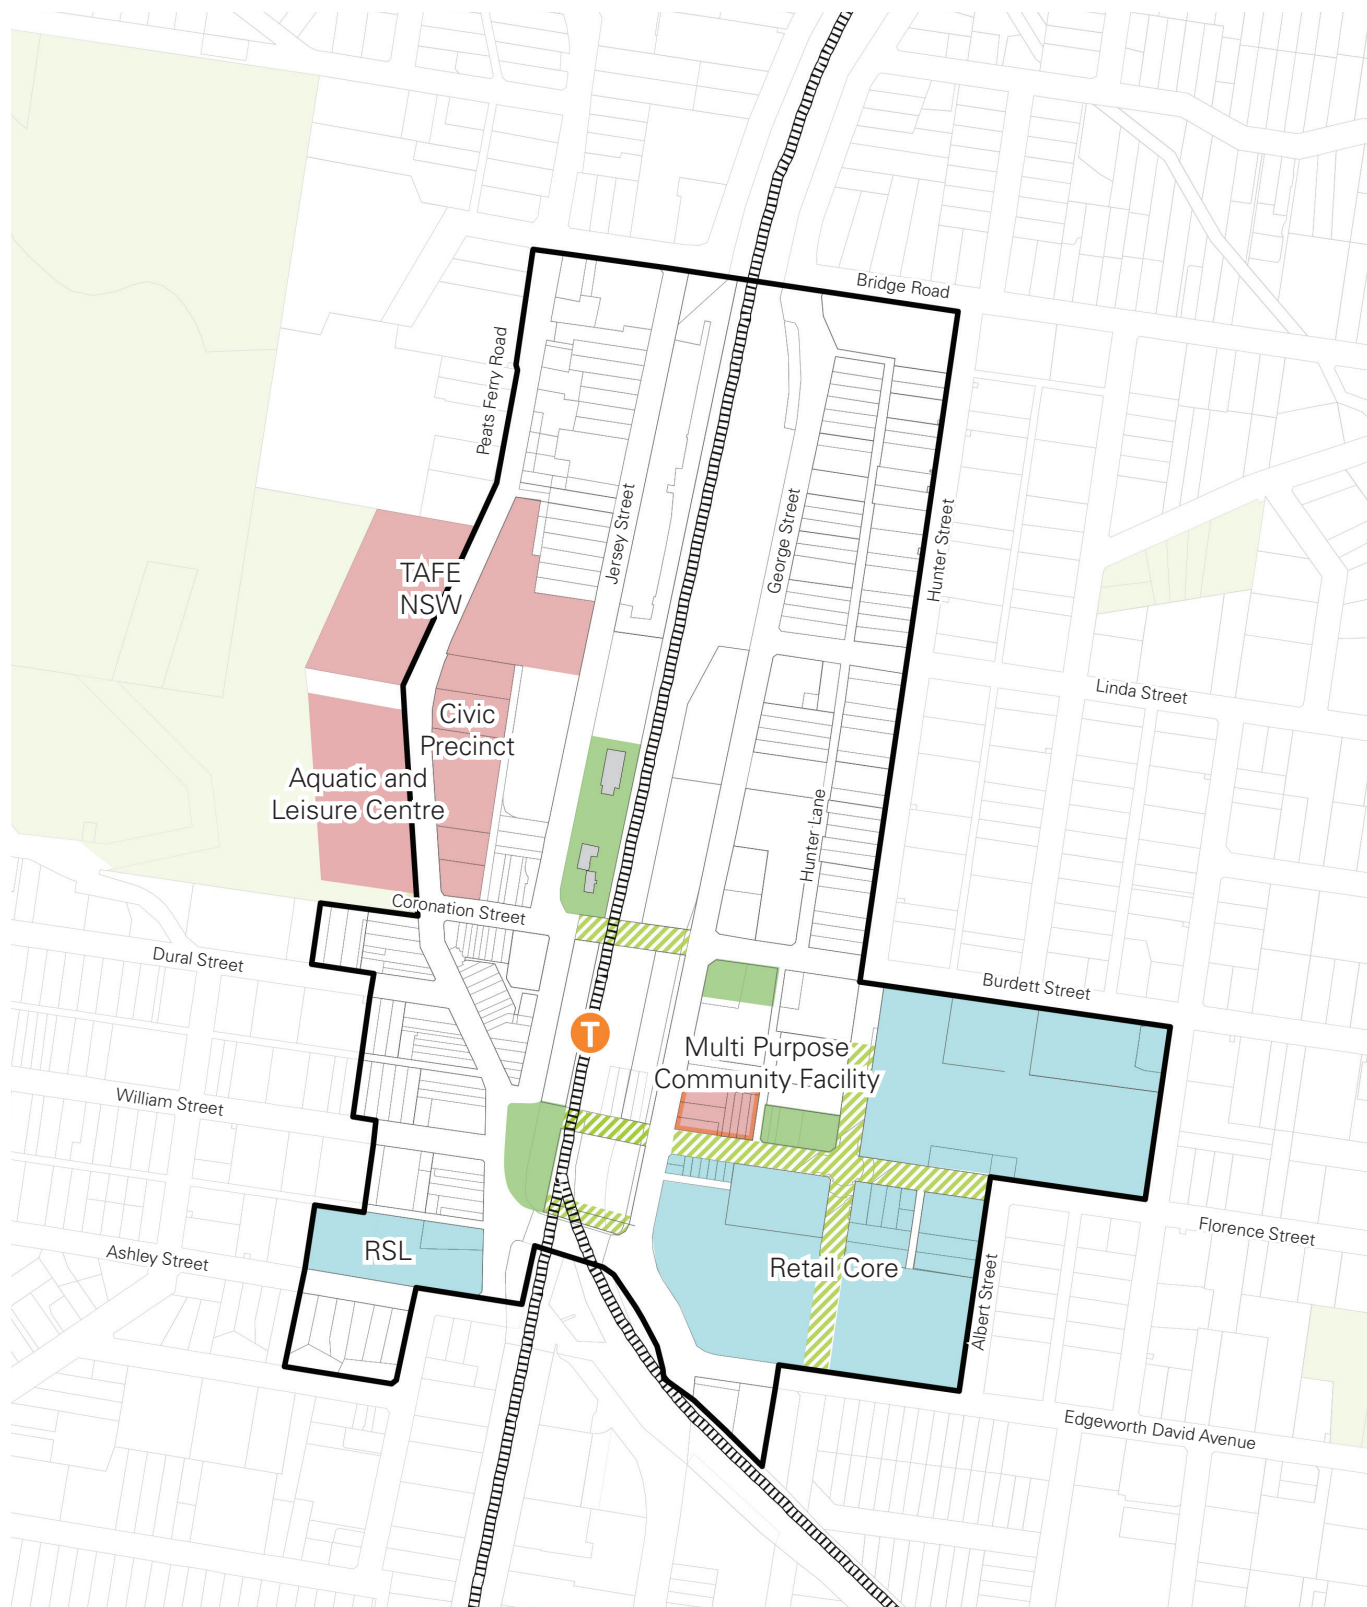 Bridge Road
Peats Ferry Road
Jersey Street
George Street
Hunter Street
TAFE
NSW
Linda Street
Civic
Precinct
Aquatic and
Leisure Centre
Hunter Lane
Coronation Street
Dural Street
Burdett Street
T
Multi Purpose
Community Facility
William Street
Florence Street
RSL
Ashley Street
Retail Core
Albert Street
Edgeworth David Avenue